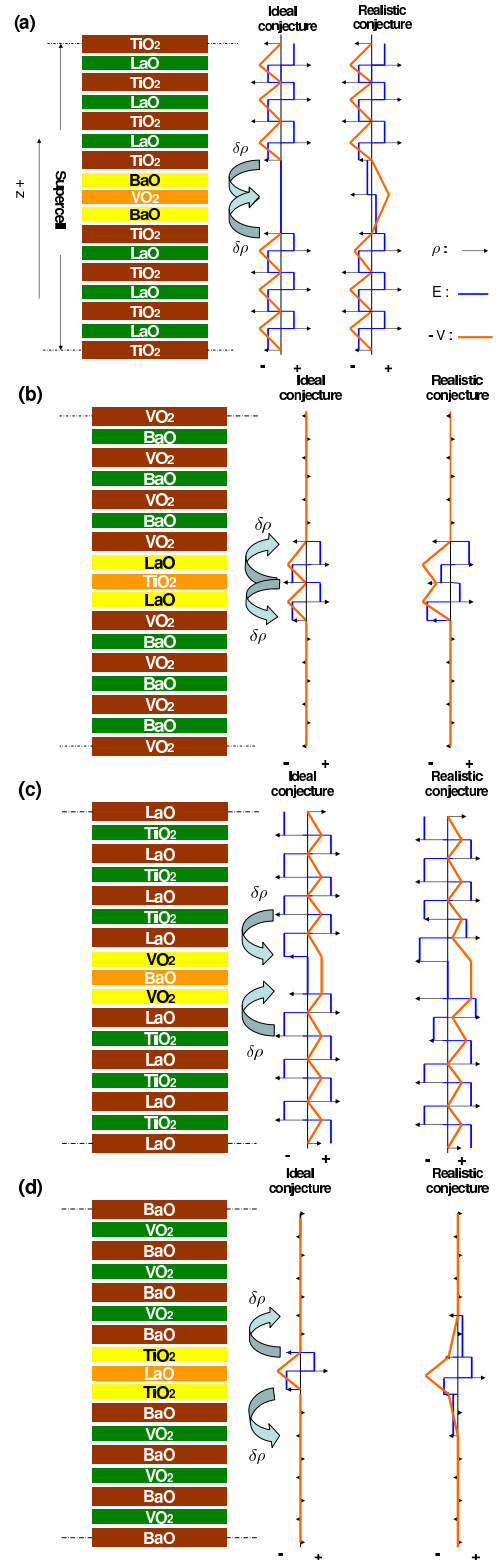 (a)
Ideal conjecture
Realistic conjecture
TiO2
LaO
TiO2
LaO
TiO2
LaO
TiO2
BaO
VO2
BaO
TiO2
LaO
TiO2
LaO
TiO2
LaO
TiO2
+ z
Supercell
δρ
δρ
ρ :
E :
- V :
- +
- +
(b)
Ideal conjecture
Realistic conjecture
VO2
BaO
VO2
BaO
VO2
BaO
VO2
LaO
TiO2
LaO
VO2
BaO
VO2
BaO
VO2
BaO
VO2
δρ
δρ
- +
- +
(c)
Ideal conjecture
Realistic conjecture
LaO
TiO2
LaO
TiO2
LaO
TiO2
LaO
VO2
BaO
VO2
LaO
TiO2
LaO
TiO2
LaO
TiO2
LaO
δρ
δρ
- +
- +
(d)
Ideal conjecture
Realistic conjecture
BaO
VO2
BaO
VO2
BaO
VO2
BaO
TiO2
LaO
TiO2
BaO
VO2
BaO
VO2
BaO
VO2
BaO
δρ
δρ
- +
- +